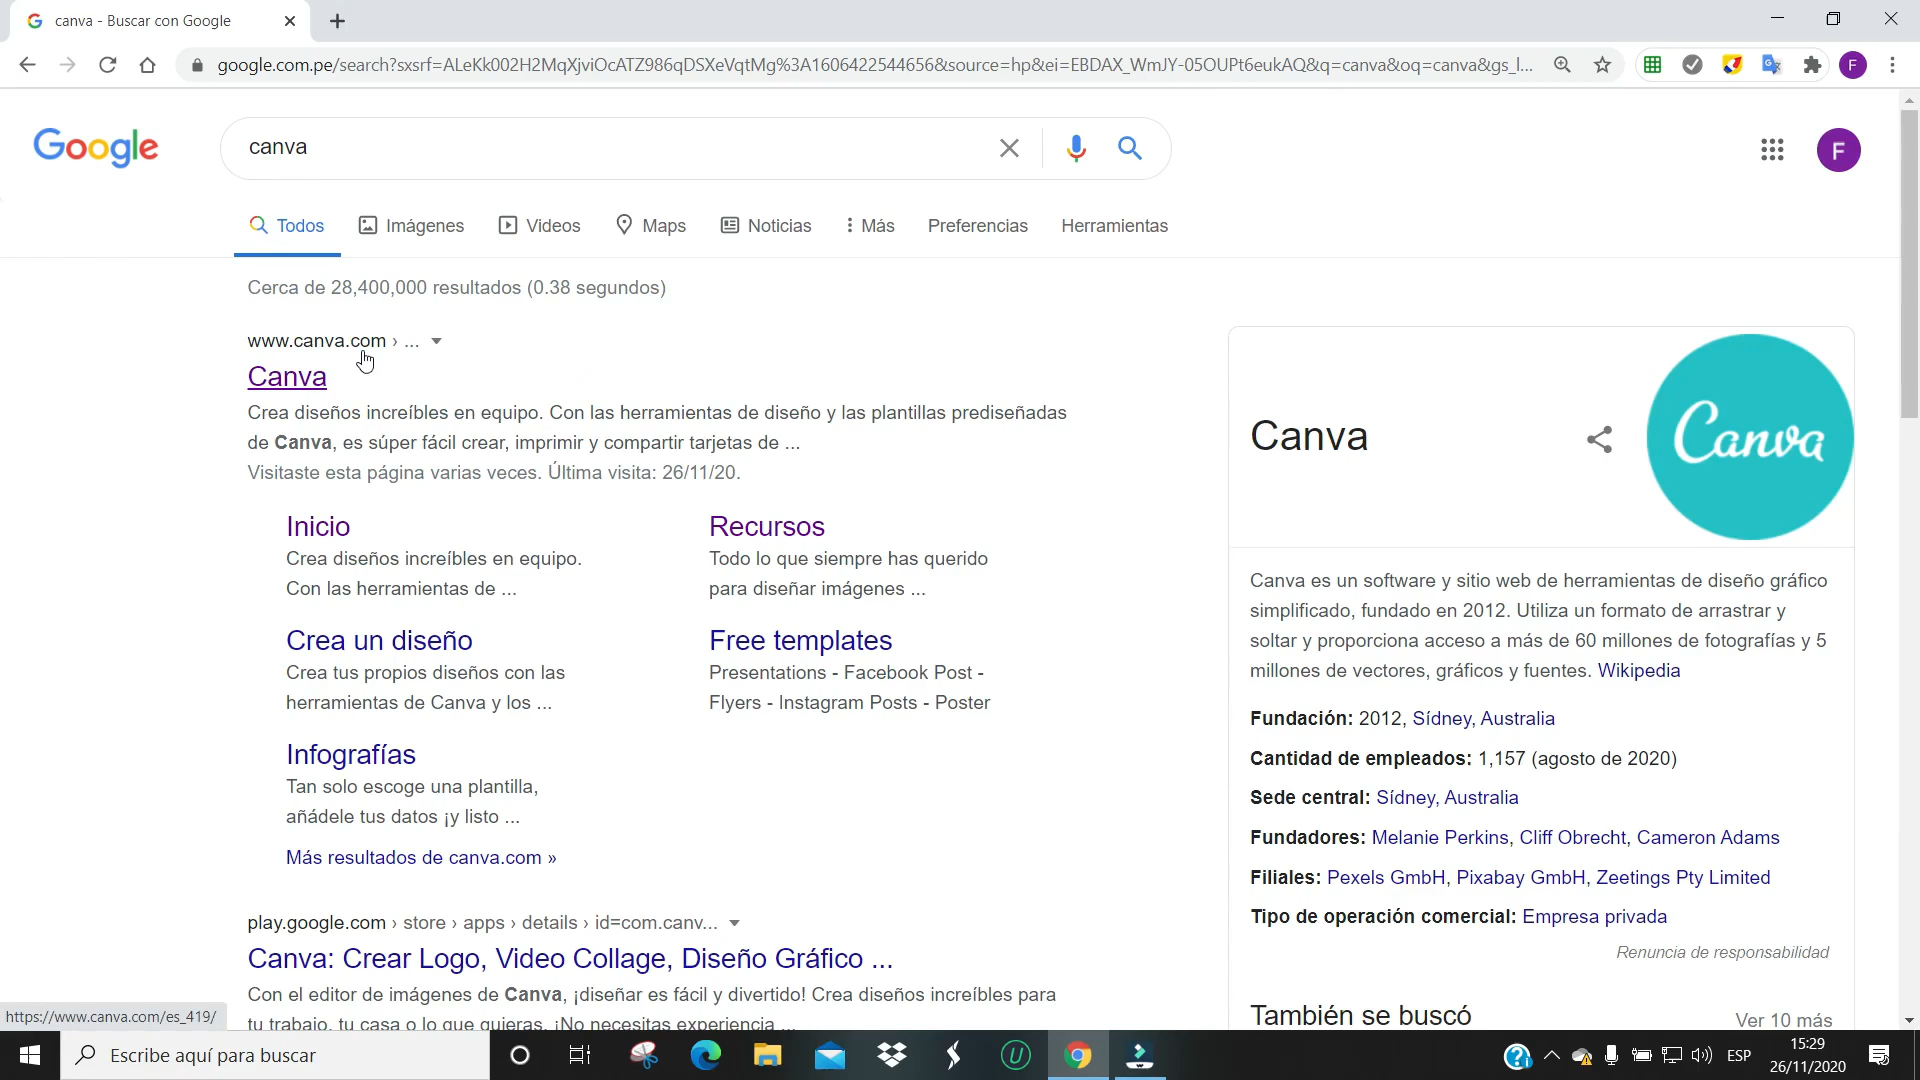 canva - Buscar con Google
google.com.pe/search?sxsrf=ALeKk002H2MqXjviOcATZ986qDSXeVqtMg%3A1606422544656&source=hp&ei=EBDAX_WmJY-05OUPt6eukAQ&q=canva&oq=canva&gs_l...
F
Google
canva
F
Todos
Imágenes
Videos
Maps
Noticias
Más
Preferencias
Herramientas
Cerca de 28,400,000 resultados (0.38 segundos)
www.canva.com › ...
Canva
Crea diseños increíbles en equipo. Con las herramientas de diseño y las plantillas prediseñadas
de Canva, es súper fácil crear, imprimir y compartir tarjetas de ...
Visitaste esta página varias veces. Última visita: 26/11/20.
Inicio
Crea diseños increíbles en equipo.
Con las herramientas de ...
Recursos
Todo lo que siempre has querido
para diseñar imágenes ...
Crea un diseño
Crea tus propios diseños con las
herramientas de Canva y los ...
Free templates
Presentations - Facebook Post -
Flyers - Instagram Posts - Poster
Infografías
Tan solo escoge una plantilla,
añádele tus datos ¡y listo ...
Más resultados de canva.com »
play.google.com › store › apps › details › id=com.canv...
Canva: Crear Logo, Video Collage, Diseño Gráfico ...
Con el editor de imágenes de Canva, ¡diseñar es fácil y divertido! Crea diseños increíbles para
tu trabajo, tu casa o lo que quieras. ¡No necesitas experiencia ...
Canva
Canva
Canva es un software y sitio web de herramientas de diseño gráfico
simplificado, fundado en 2012. Utiliza un formato de arrastrar y
soltar y proporciona acceso a más de 60 millones de fotografías y 5
millones de vectores, gráficos y fuentes. Wikipedia
Fundación: 2012, Sídney, Australia
Cantidad de empleados: 1,157 (agosto de 2020)
Sede central: Sídney, Australia
Fundadores: Melanie Perkins, Cliff Obrecht, Cameron Adams
Filiales: Pexels GmbH, Pixabay GmbH, Zeetings Pty Limited
Tipo de operación comercial: Empresa privada
Renuncia de responsabilidad
También se buscó
Ver 10 más
https://www.canva.com/es_419/
Escribe aquí para buscar
ESP
15:29
26/11/2020